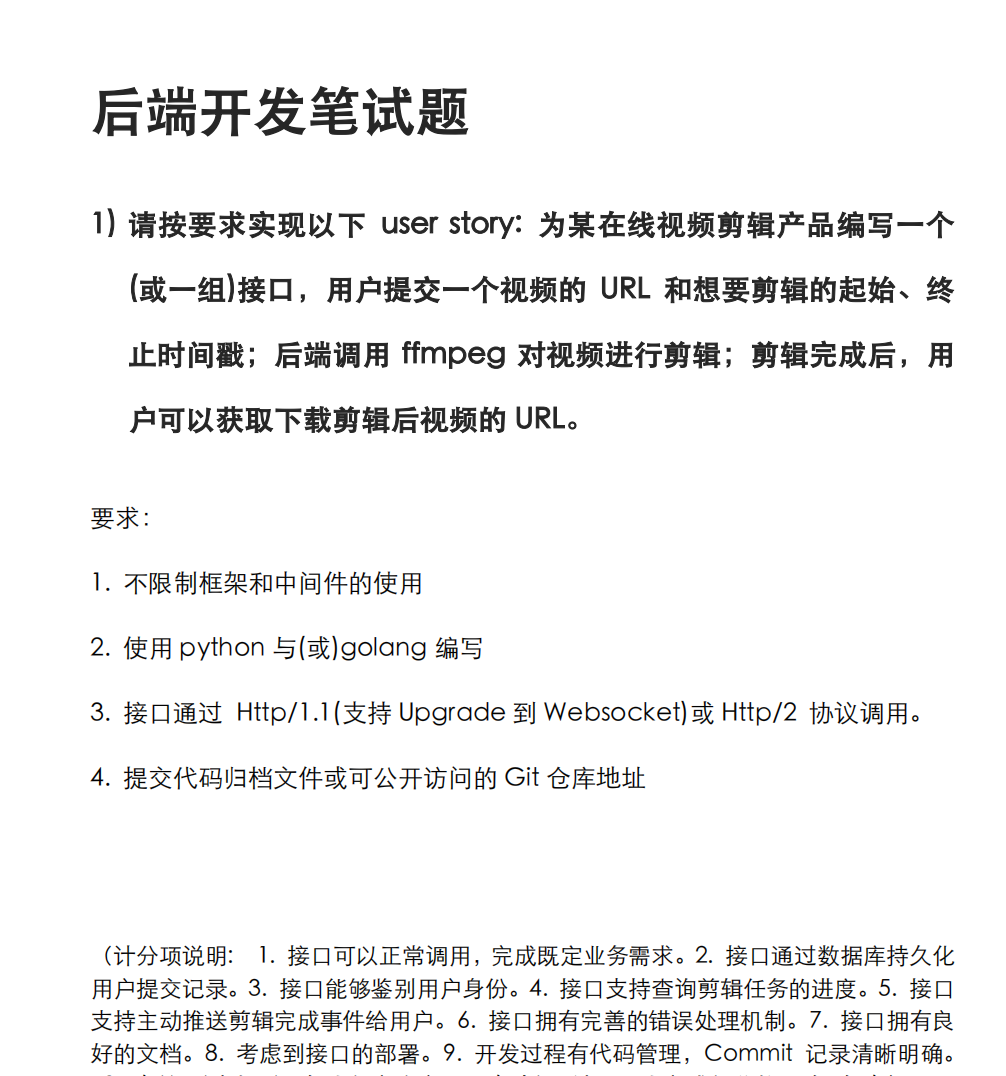 后端开发笔试题
1) 请按要求实现以下 user story: 为某在线视频剪辑产品编写一个
(或一组)接口，用户提交一个视频的 URL 和想要剪辑的起始、终
止时间戳；后端调用 ffmpeg 对视频进行剪辑；剪辑完成后，用
户可以获取下载剪辑后视频的 URL。
要求：
1. 不限制框架和中间件的使用
2. 使用 python 与(或)golang 编写
3. 接口通过 Http/1.1(支持 Upgrade 到 Websocket)或 Http/2 协议调用。
4. 提交代码归档文件或可公开访问的 Git 仓库地址
（计分项说明： 1. 接口可以正常调用，完成既定业务需求。2. 接口通过数据库持久化
用户提交记录。3. 接口能够鉴别用户身份。4. 接口支持查询剪辑任务的进度。5. 接口
支持主动推送剪辑完成事件给用户。6. 接口拥有完善的错误处理机制。7. 接口拥有良
好的文档。8. 考虑到接口的部署。9. 开发过程有代码管理，Commit 记录清晰明确。